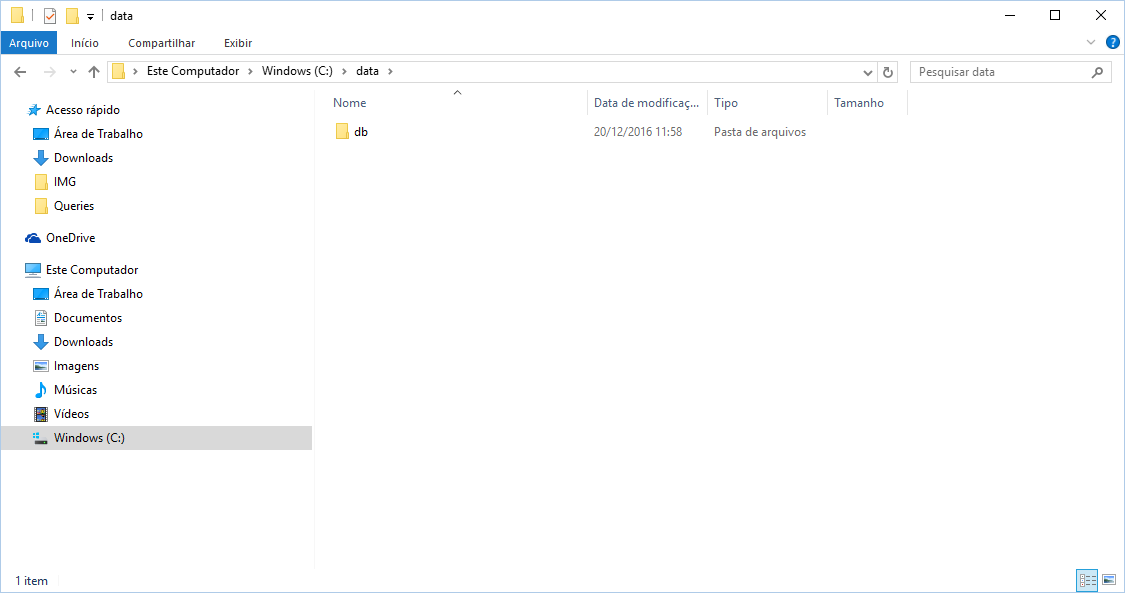 data
Arquivo Início Compartilhar Exibir
Este Computador Windows (C:) data
Pesquisar data
Nome Data de modificaç... Tipo Tamanho
db 20/12/2016 11:58 Pasta de arquivos
Acesso rápido
Área de Trabalho
Downloads
IMG
Queries
OneDrive
Este Computador
Área de Trabalho
Documentos
Downloads
Imagens
Músicas
Vídeos
Windows (C:)
1 item